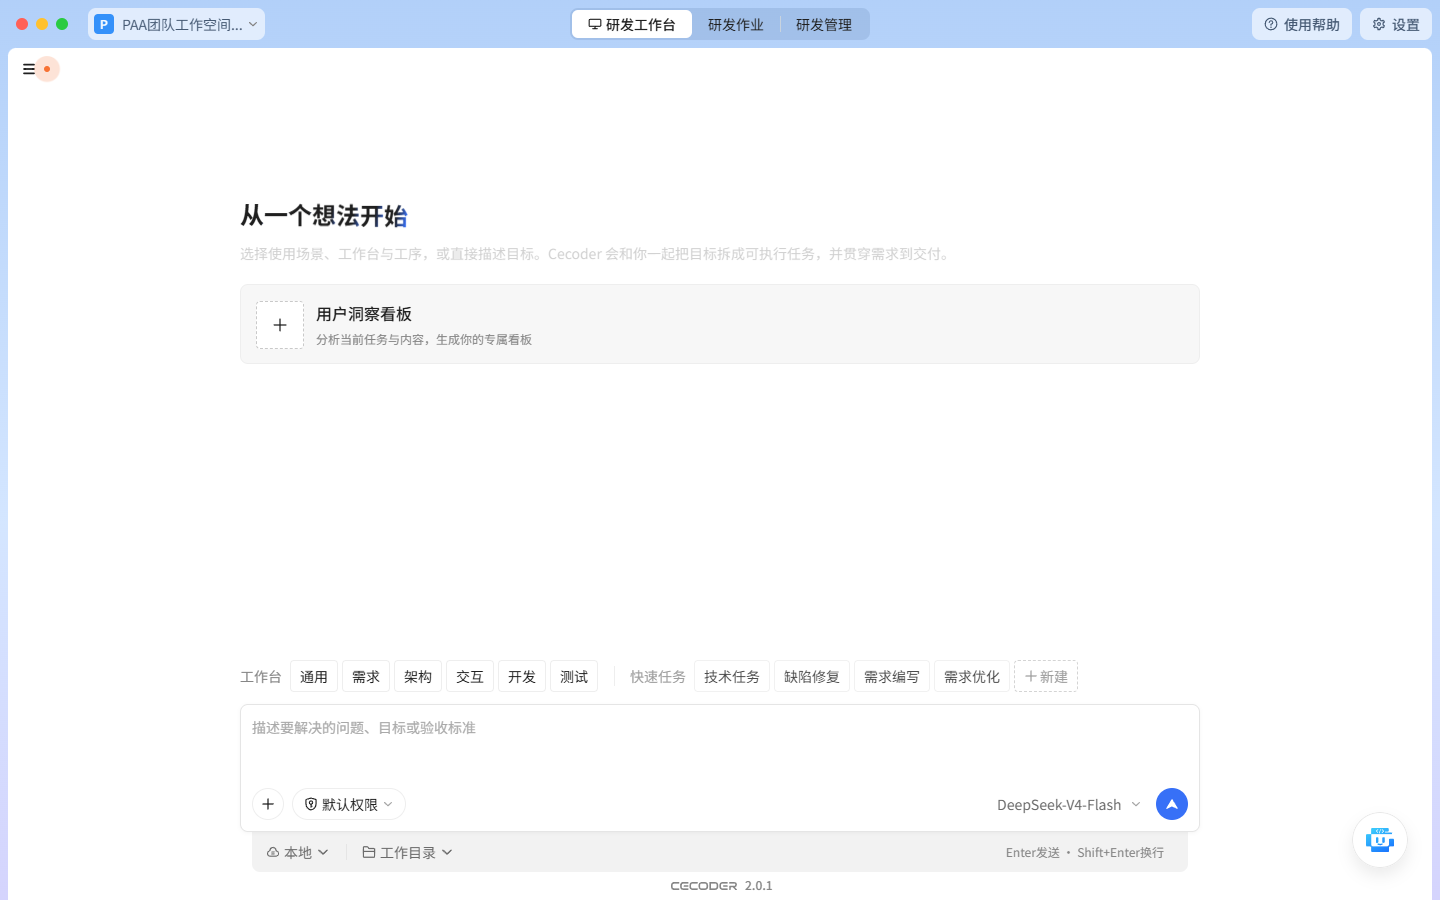 P PAA团队工作空间...
研发工作台 研发作业 研发管理
使用帮助 设置
从一个想法开始
选择使用场景、工作台与工序，或直接描述目标。Cecoder 会和你一起把目标拆成可执行任务，并贯穿需求到交付。
用户洞察看板
分析当前任务与内容，生成你的专属看板
工作台 通用 需求 架构 交互 开发 测试 快速任务 技术任务 缺陷修复 需求编写 需求优化 新建
描述要解决的问题、目标或验收标准
默认权限 DeepSeek-V4-Flash
本地 工作目录 Enter发送 • Shift+Enter换行
CECODER 2.0.1